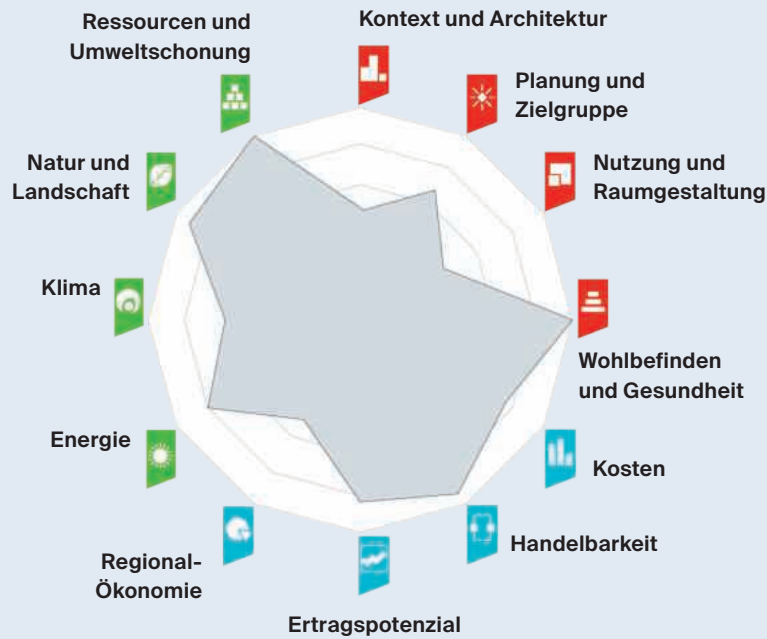 Ressourcen und
Umweltschonung
Kontext und Architektur
Planung und
Zielgruppe
Natur und
Landschaft
Nutzung und
Raumgestaltung
Klima
Wohlbefinden
und Gesundheit
Energie
Kosten
Regional-
Ökonomie
Handelbarkeit
Ertragspotenzial